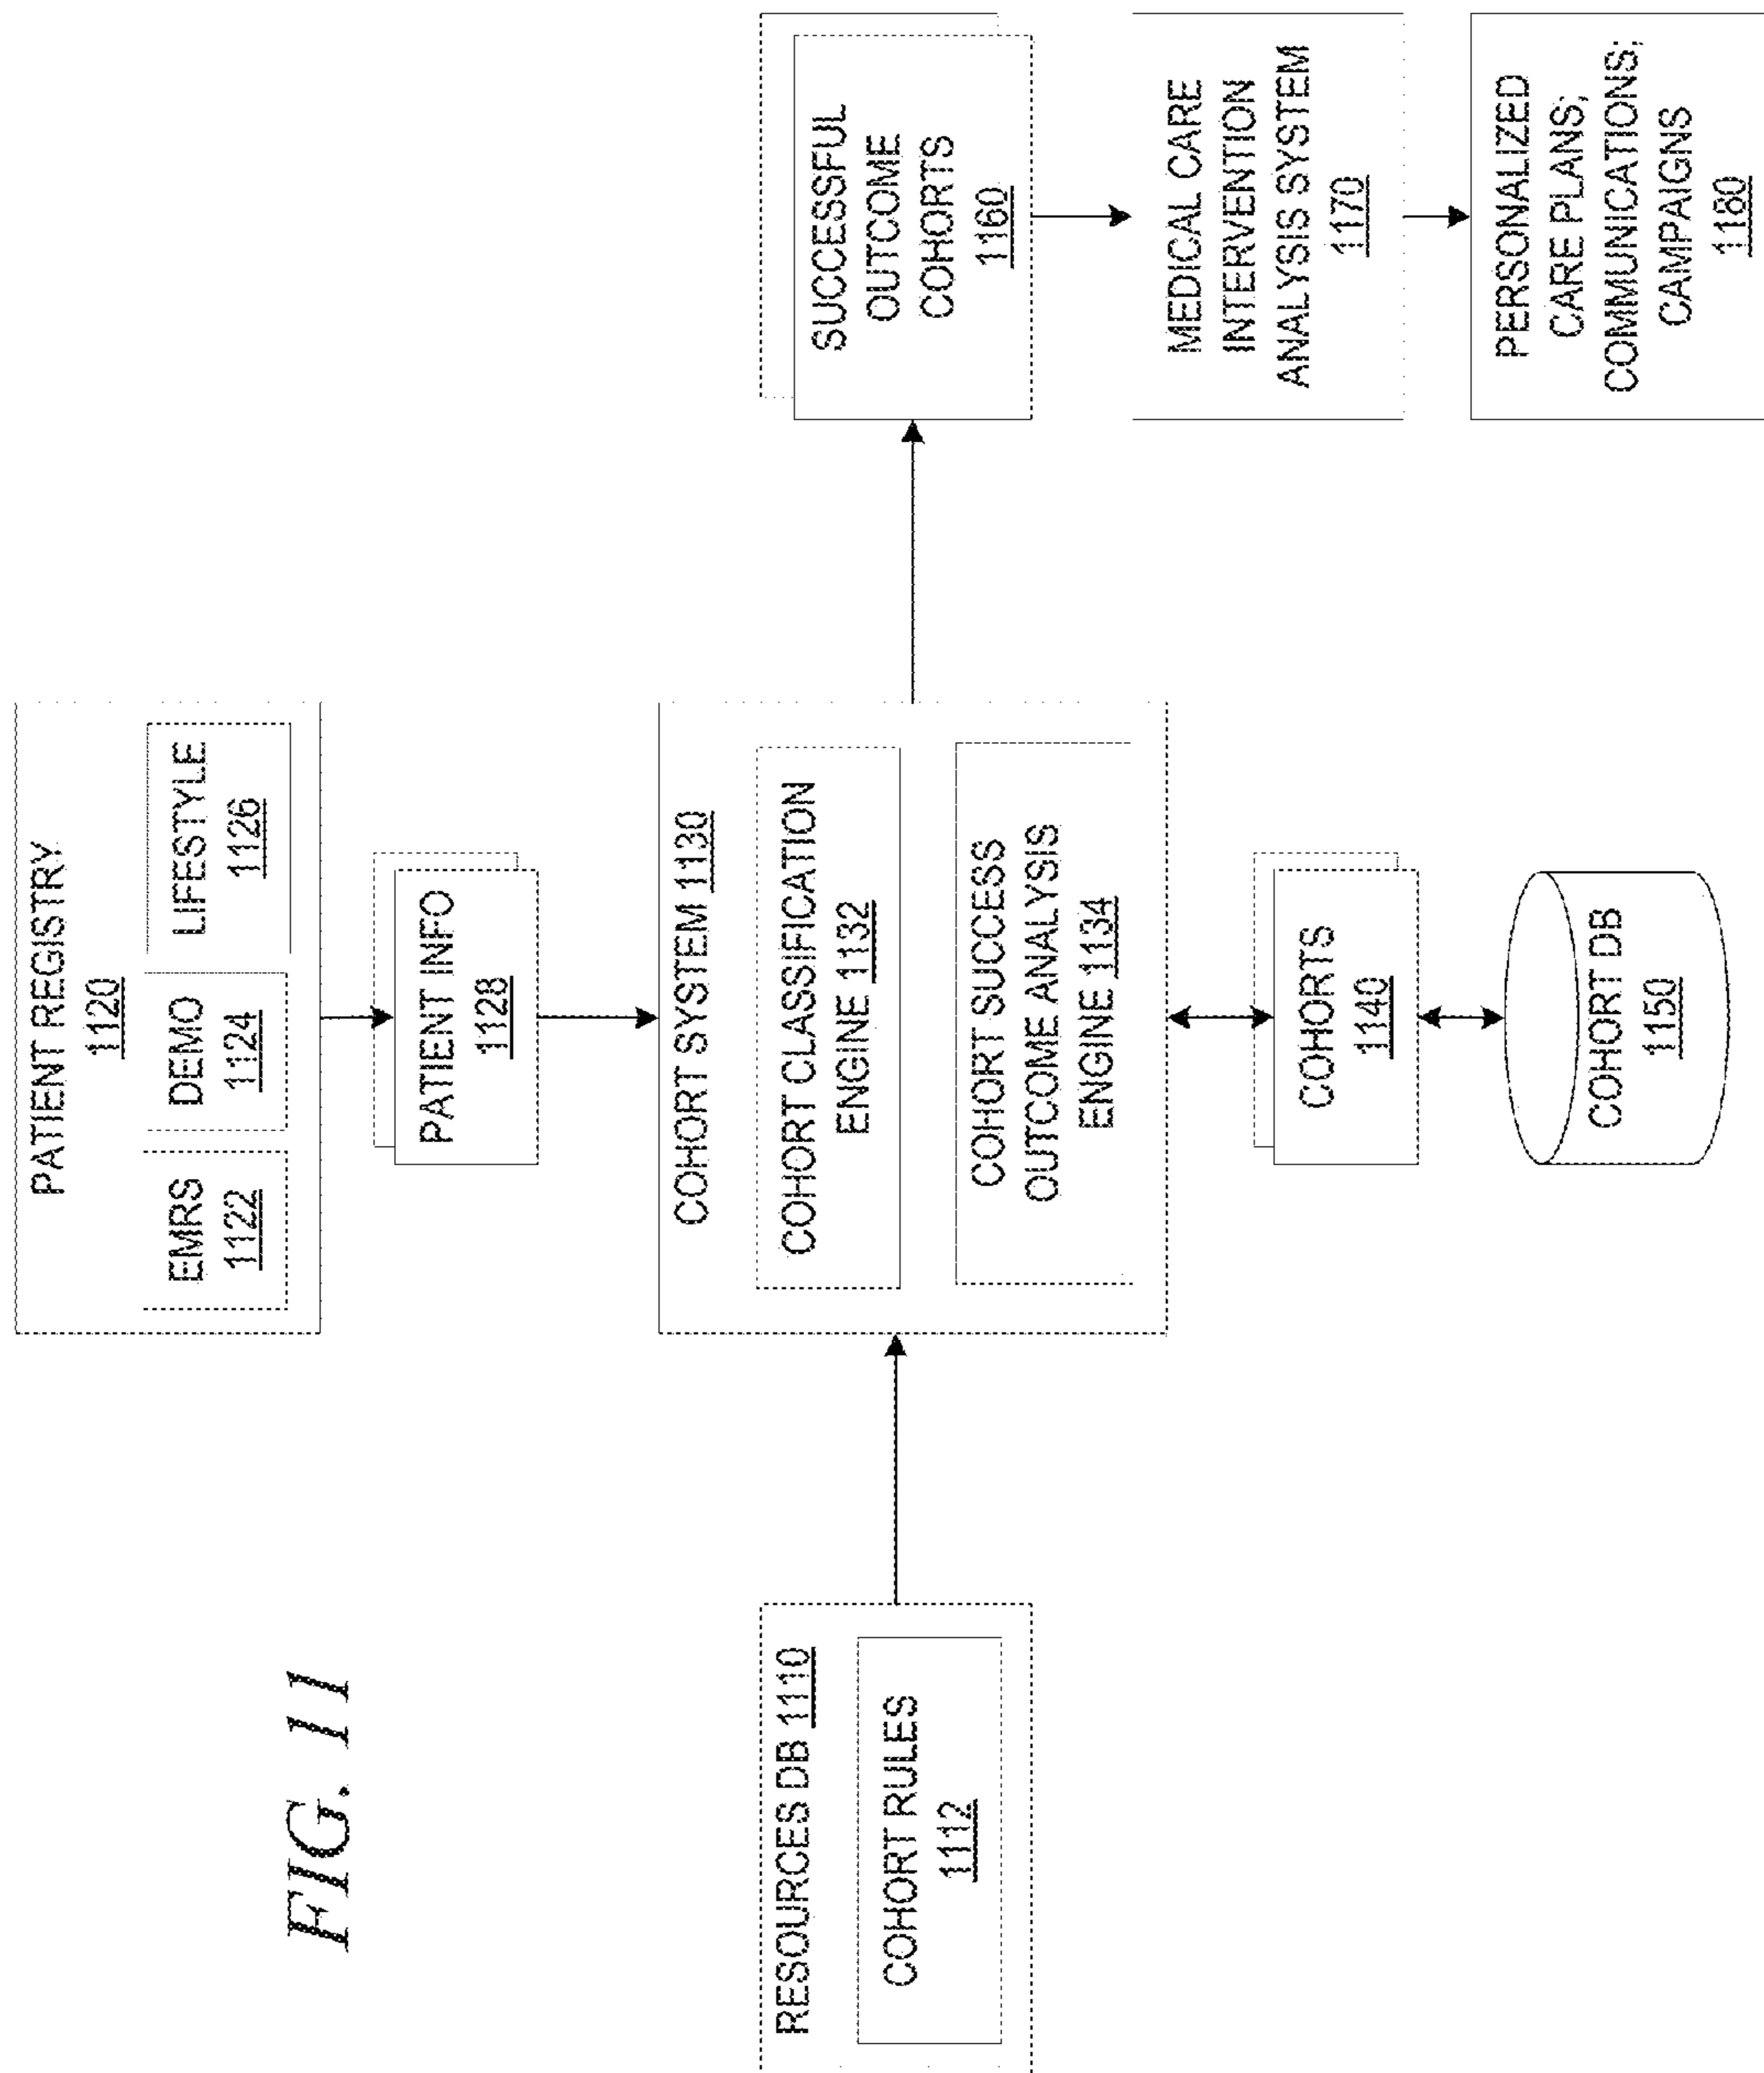 FIG. 11
PATIENT REGISTRY
1120
EMRS
1122
DEMO
1124
LIFESTYLE
1126
PATIENT INFO
1128
RESOURCES DB 1110
COHORT RULES
1112
COHORT SYSTEM 1130
COHORT CLASSIFICATION
ENGINE 1132
COHORT SUCCESS
OUTCOME ANALYSIS
ENGINE 1134
COHORTS
1140
COHORT DB
1150
SUCCESSFUL
OUTCOME
COHORTS
1160
MEDICAL CARE
INTERVENTION
ANALYSIS SYSTEM
1170
PERSONALIZED
CARE PLANS;
COMMUNICATIONS;
CAMPAIGNS
1180